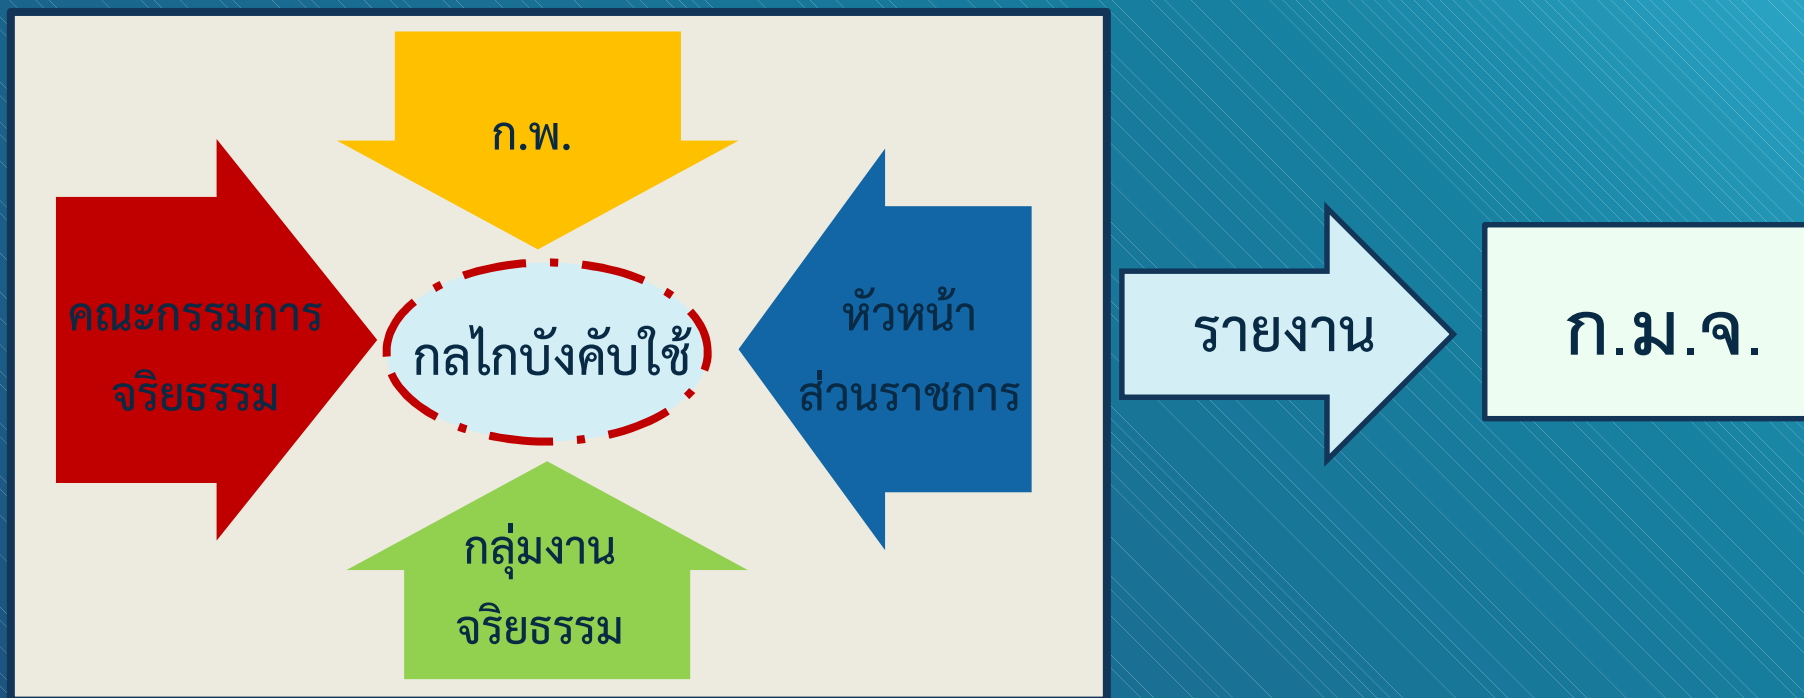 ก.พ.
คณะกรรมการ
จริยธรรม
กลไกบังคับใช้
หัวหน้า
ส่วนราชการ
กลุ่มงาน
จริยธรรม
รายงาน
ก.ม.จ.